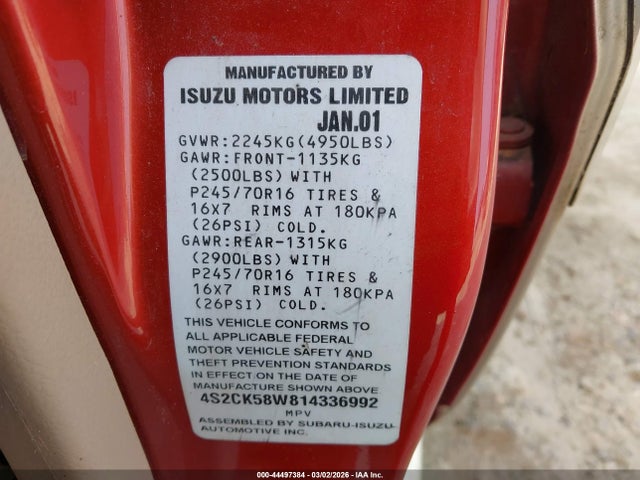 MANUFACTURED BY
ISUZU MOTORS LIMITED
JAN.01
GVWR:2245KG(4950LBS)
GAWR:FRONT-1135KG
(2500LBS) WITH
P245/70R16 TIRES &
16X7 RIMS AT 180KPA
(26PSI) COLD.
GAWR:REAR-1315KG
(2900LBS) WITH
P245/70R16 TIRES &
16X7 RIMS AT 180KPA
(26PSI) COLD.
THIS VEHICLE CONFORMS TO
ALL APPLICABLE FEDERAL
MOTOR VEHICLE SAFETY AND
THEFT PREVENTION STANDARDS
IN EFFECT ON THE DATE OF
MANUFACTURE SHOWN ABOVE
4S2CK58W814336992
MPV
ASSEMBLED BY SUBARU-ISUZU
AUTOMOTIVE INC.
000-44497384 | 03/02/2026 - IAA Inc.